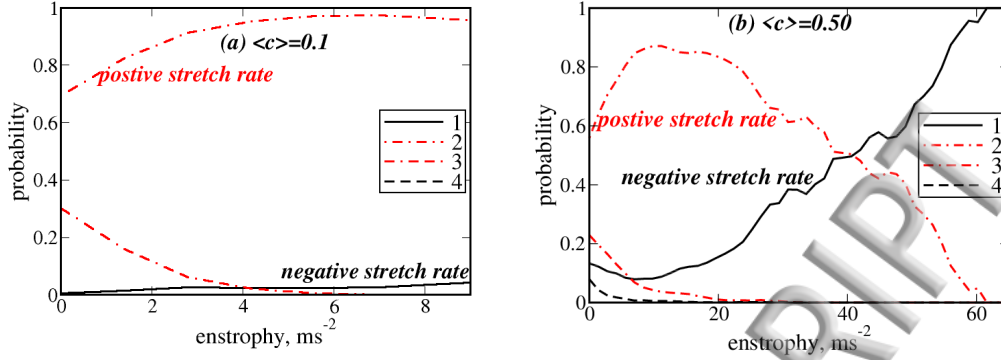 (a) <c>=0.1
postive stretch rate
negative stretch rate
probability
1
0.8
0.6
0.4
0.2
0
0 2 4 6 8
enstrophy, ms-2
1
2
3
4
(b) <c>=0.50
postive stretch rate
negative stretch rate
probability
1
0.8
0.6
0.4
0.2
0
0 20 40 60
enstrophy, ms-2
1
2
3
4
RIPT